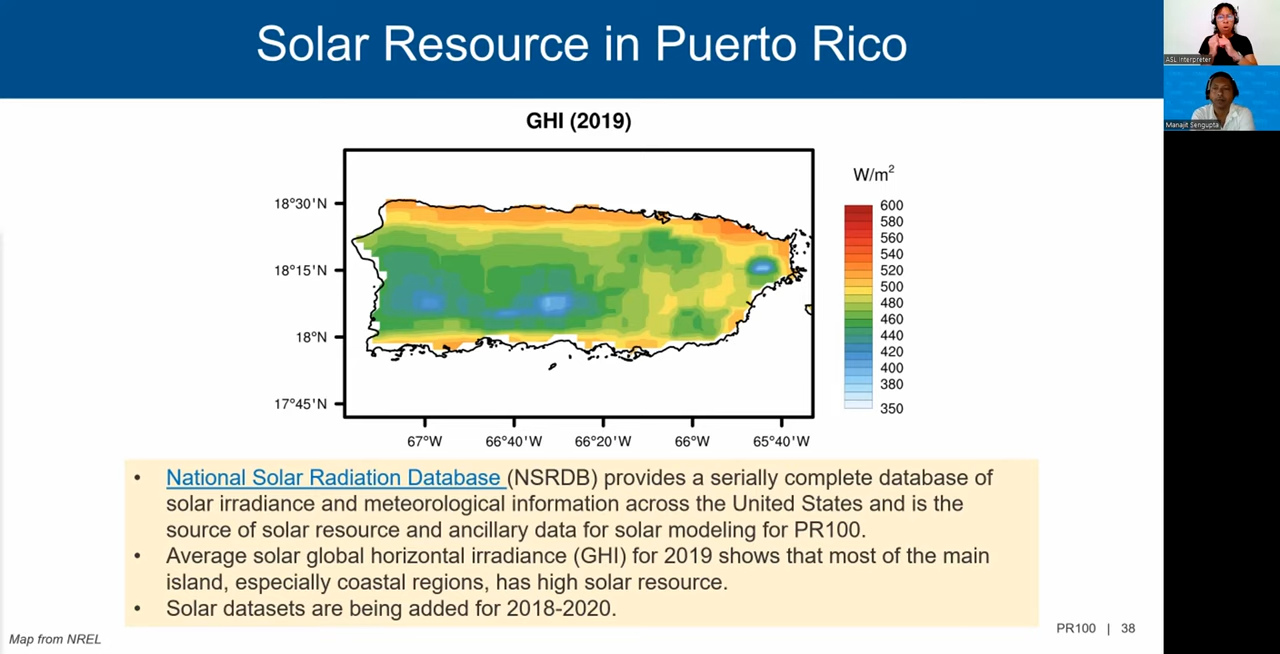 Solar Resource in Puerto Rico
ASL Interpreter
Manajit Sengupta
GHI (2019)
W/m²
18°30'N
18°15'N
18°N
17°45'N
67°W
66°40'W
66°20'W
66°W
65°40'W
600
580
560
540
520
500
480
460
440
420
400
380
350
• National Solar Radiation Database (NSRDB) provides a serially complete database of
solar irradiance and meteorological information across the United States and is the
source of solar resource and ancillary data for solar modeling for PR100.
• Average solar global horizontal irradiance (GHI) for 2019 shows that most of the main
island, especially coastal regions, has high solar resource.
• Solar datasets are being added for 2018-2020.
Map from NREL
PR100 | 38